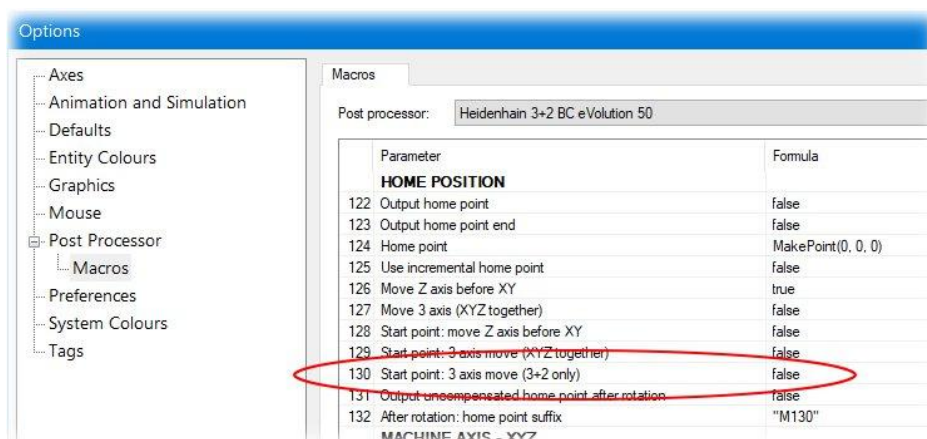 Options
Axes
Animation and Simulation
Defaults
Entity Colours
Graphics
Mouse
Post Processor
Macros
Preferences
System Colours
Tags
Macros
Post processor: Heidenhain 3+2 BC eVolution 50
Parameter Formula
HOME POSITION
122 Output home point false
123 Output home point end false
124 Home point MakePoint(0, 0, 0)
125 Use incremental home point false
126 Move Z axis before XY true
127 Move 3 axis (XYZ together) false
128 Start point: move Z axis before XY false
129 Start point: 3 axis move (XYZ together) false
130 Start point: 3 axis move (3+2 only) false
131 Output uncompensated home point after rotation false
132 After rotation: home point suffix "M130"
MACHINE AXIS - XYZ